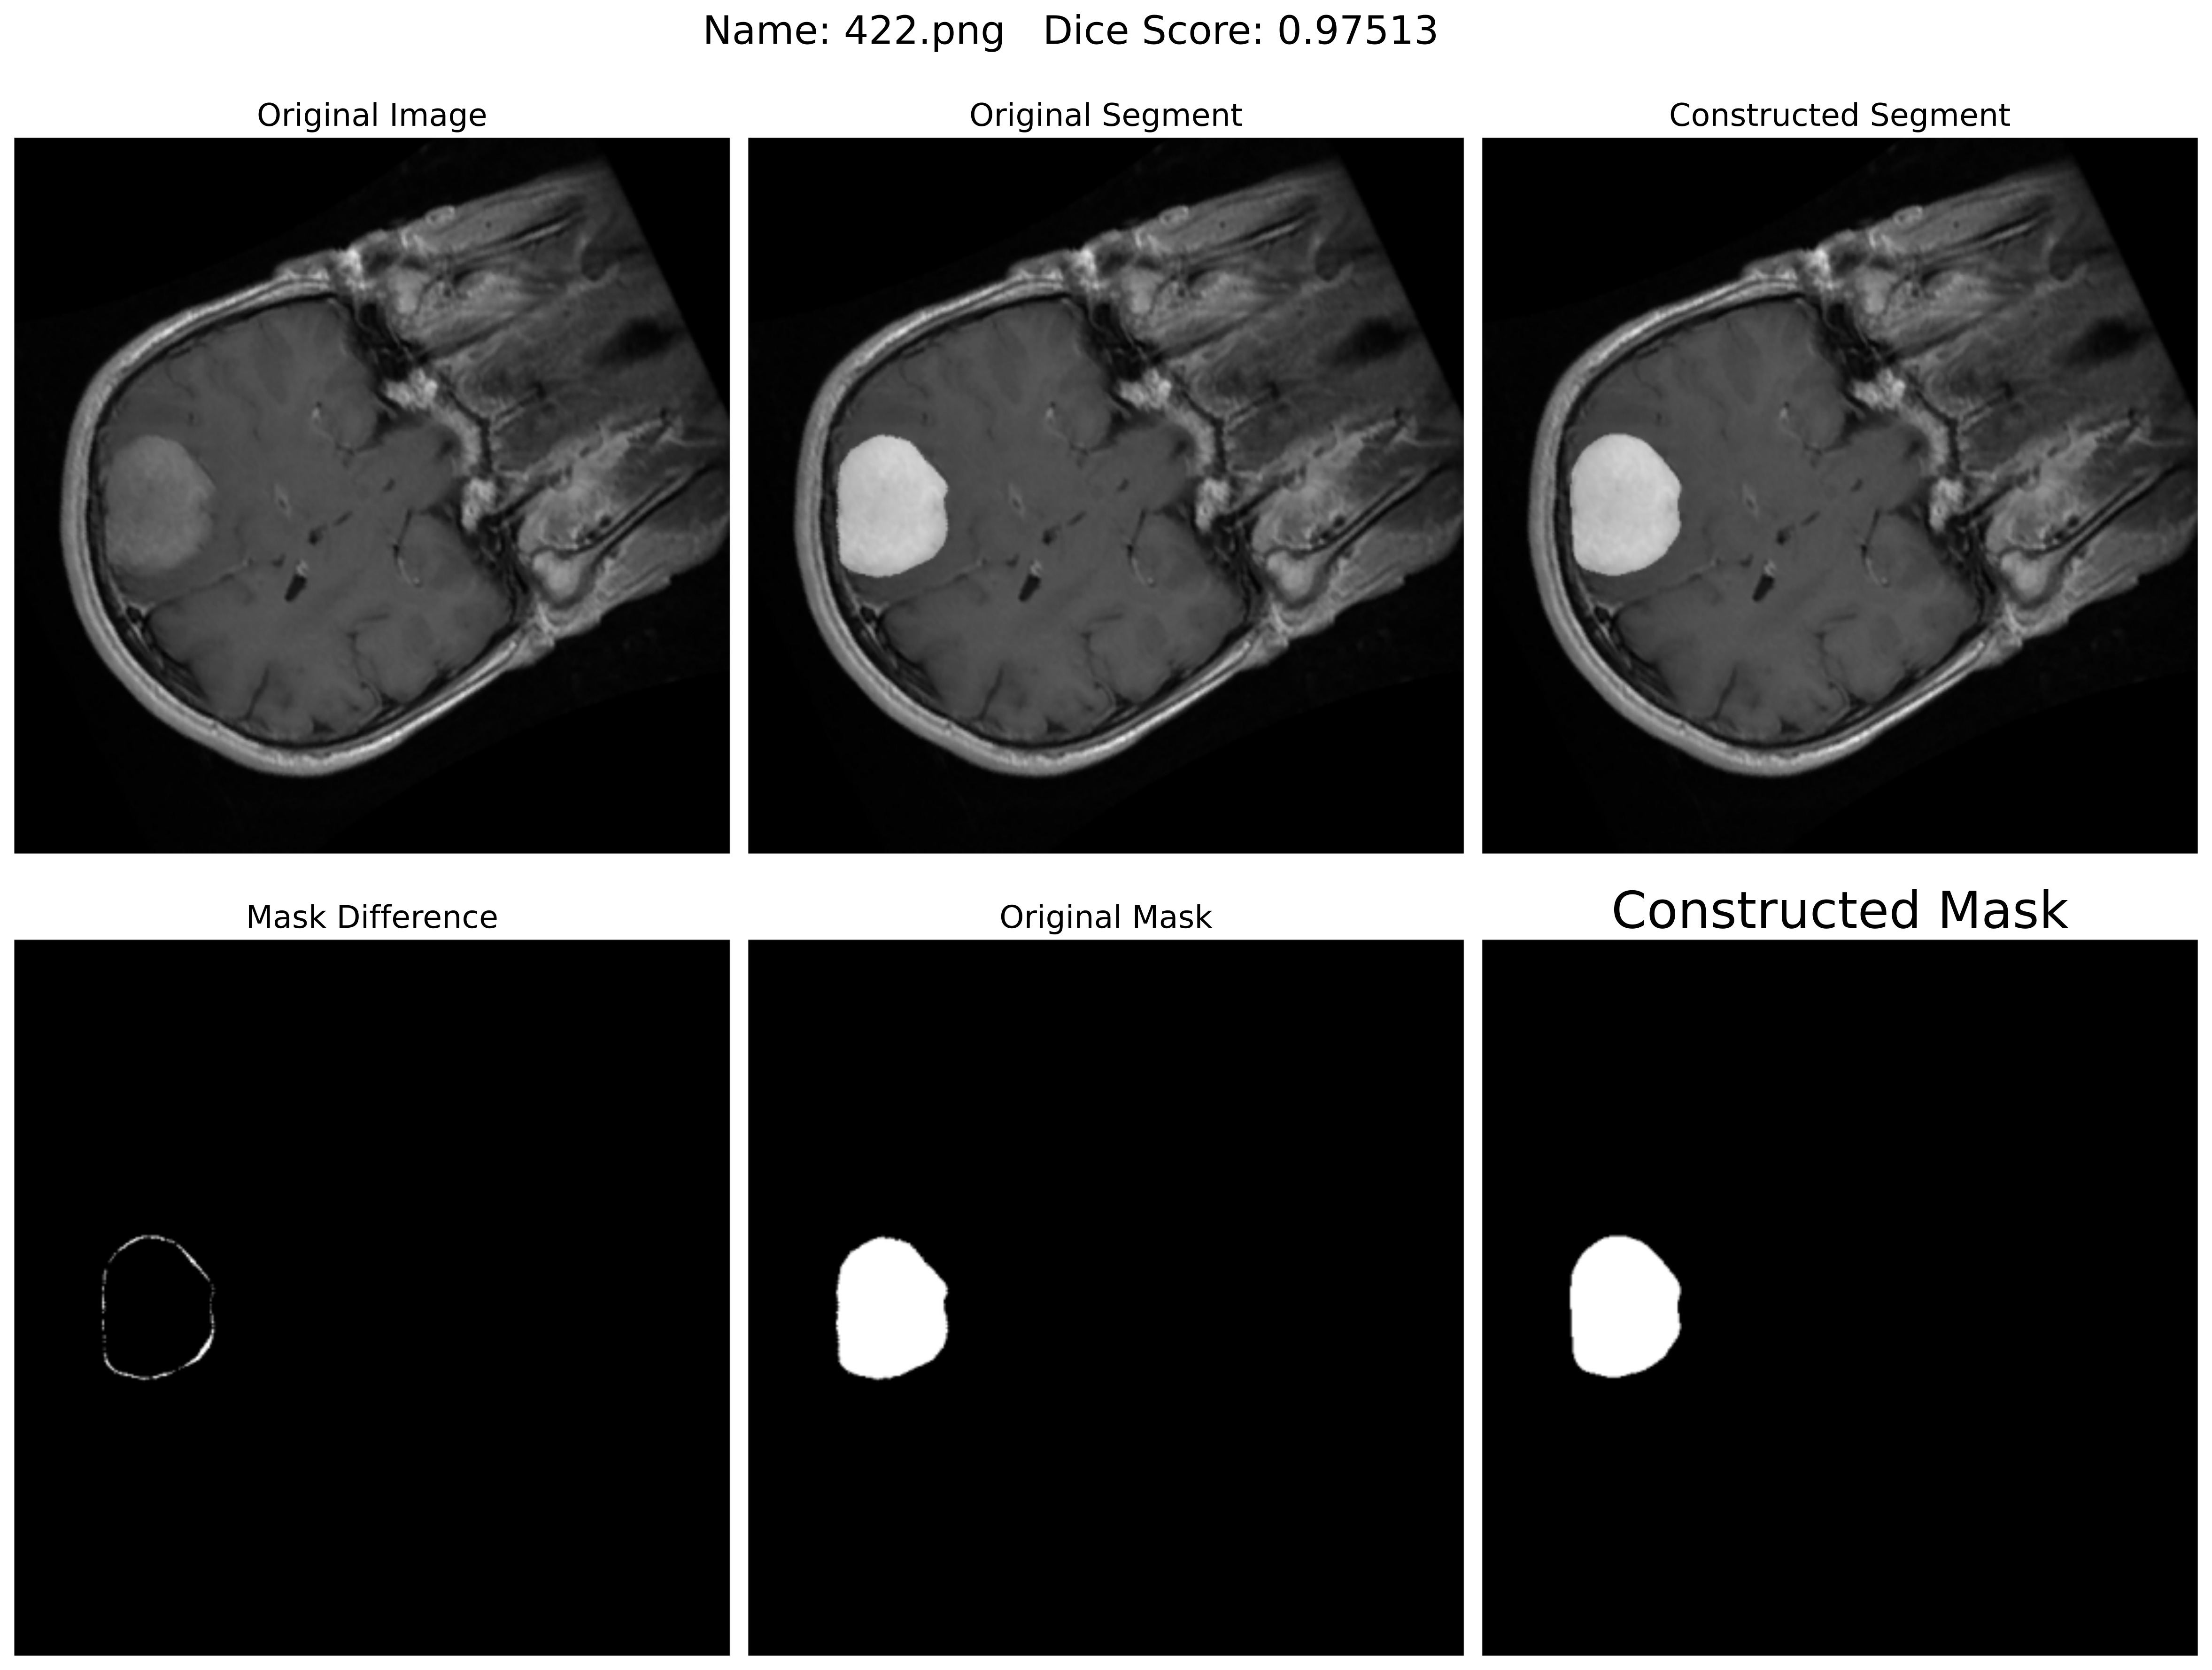 Name: 422.png   Dice Score: 0.97513
Original Image
Original Segment
Constructed Segment
Mask Difference
Original Mask
Constructed Mask